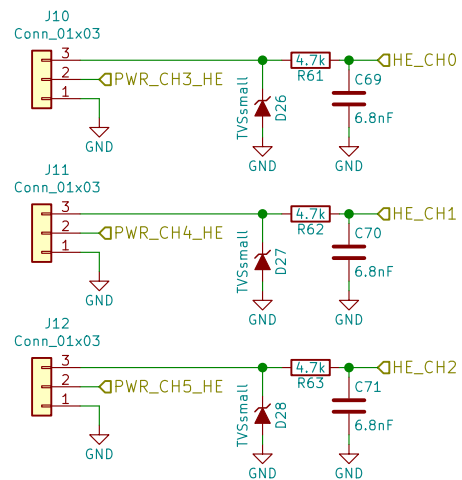 J10
Conn_01x03
3
2
1
PWR_CH3_HE
GND
TVSsmall
D26
GND
4.7k
R61
C69
6.8nF
GND
HE_CH0
J11
Conn_01x03
3
2
1
PWR_CH4_HE
GND
TVSsmall
D27
GND
4.7k
R62
C70
6.8nF
GND
HE_CH1
J12
Conn_01x03
3
2
1
PWR_CH5_HE
GND
TVSsmall
D28
GND
4.7k
R63
C71
6.8nF
GND
HE_CH2